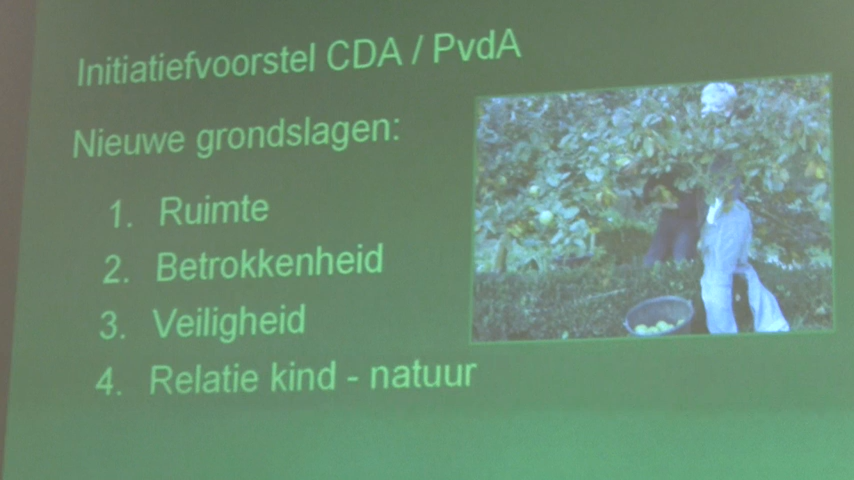 Initiatiefvoorstel CDA / PvdA
Nieuwe grondslagen:
1. Ruimte
2. Betrokkenheid
3. Veiligheid
4. Relatie kind - natuur